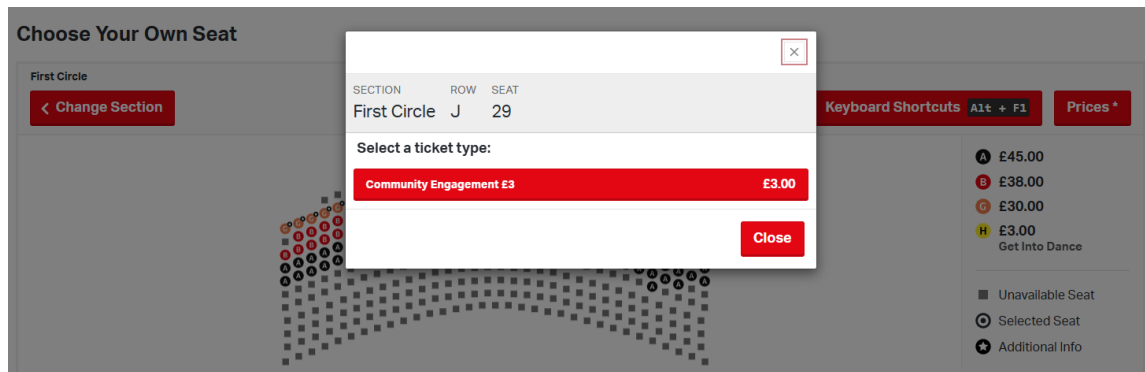 Choose Your Own Seat
First Circle
Change Section
Keyboard Shortcuts Alt + F1
Prices *
×
SECTION ROW SEAT
First Circle J 29
Select a ticket type:
Community Engagement £3 £3.00
Close
A £45.00
B £38.00
G £30.00
H £3.00
Get Into Dance
Unavailable Seat
Selected Seat
Additional Info